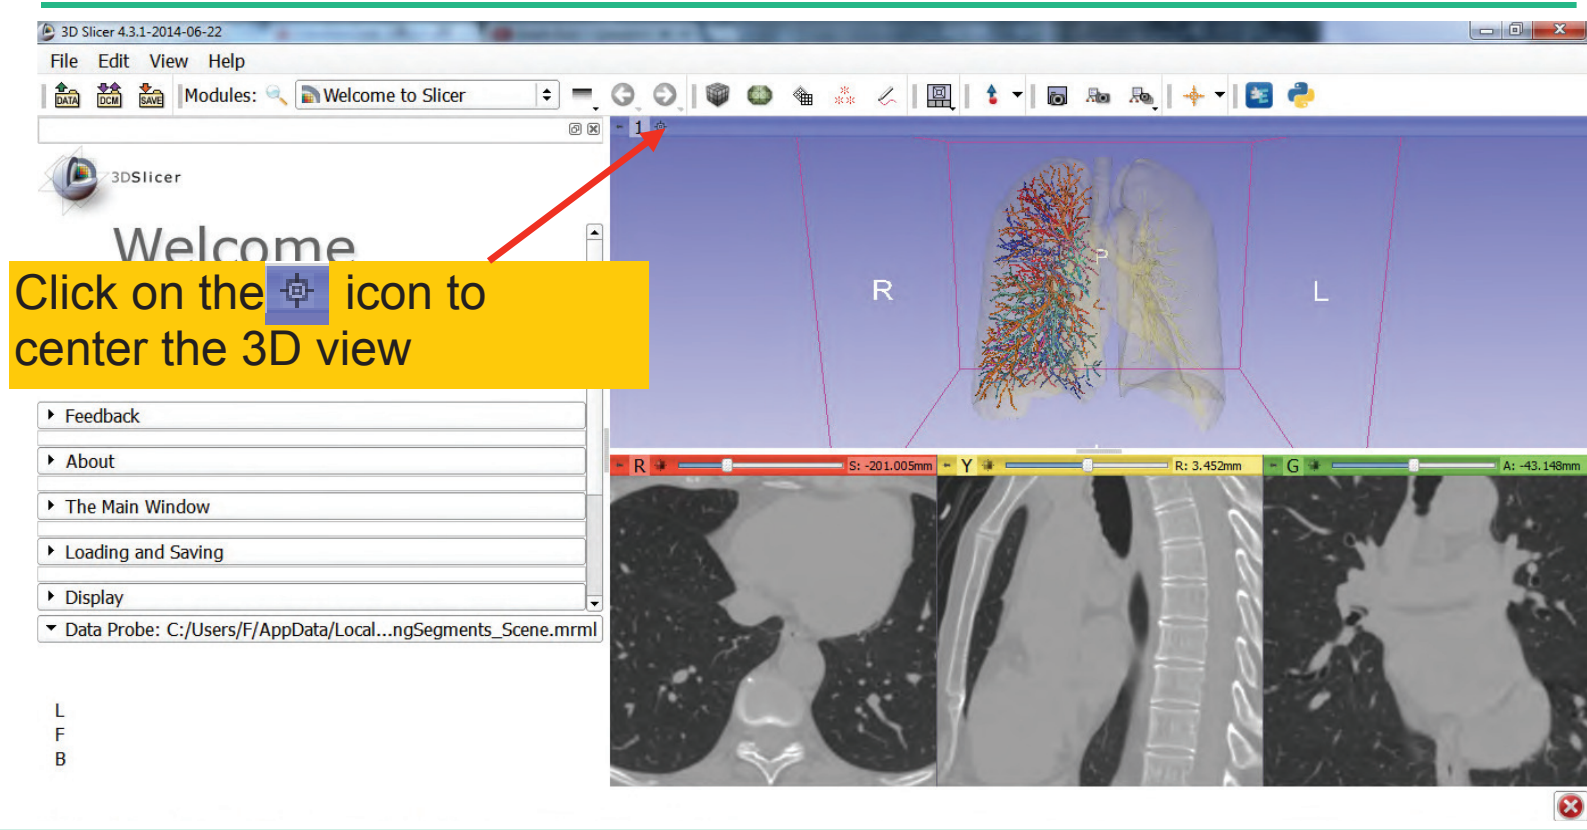 3D Slicer 4.3.1-2014-06-22
File Edit View Help
DATA DCM SAVE Modules: Welcome to Slicer
1
3DSlicer
Welcome
Click on the icon to
center the 3D view
R P L
Feedback
About
The Main Window
Loading and Saving
Display
Data Probe: C:/Users/F/AppData/Local...ngSegments_Scene.mrml
R S: -201.005mm Y R: 3.452mm G A: -43.148mm
L
F
B